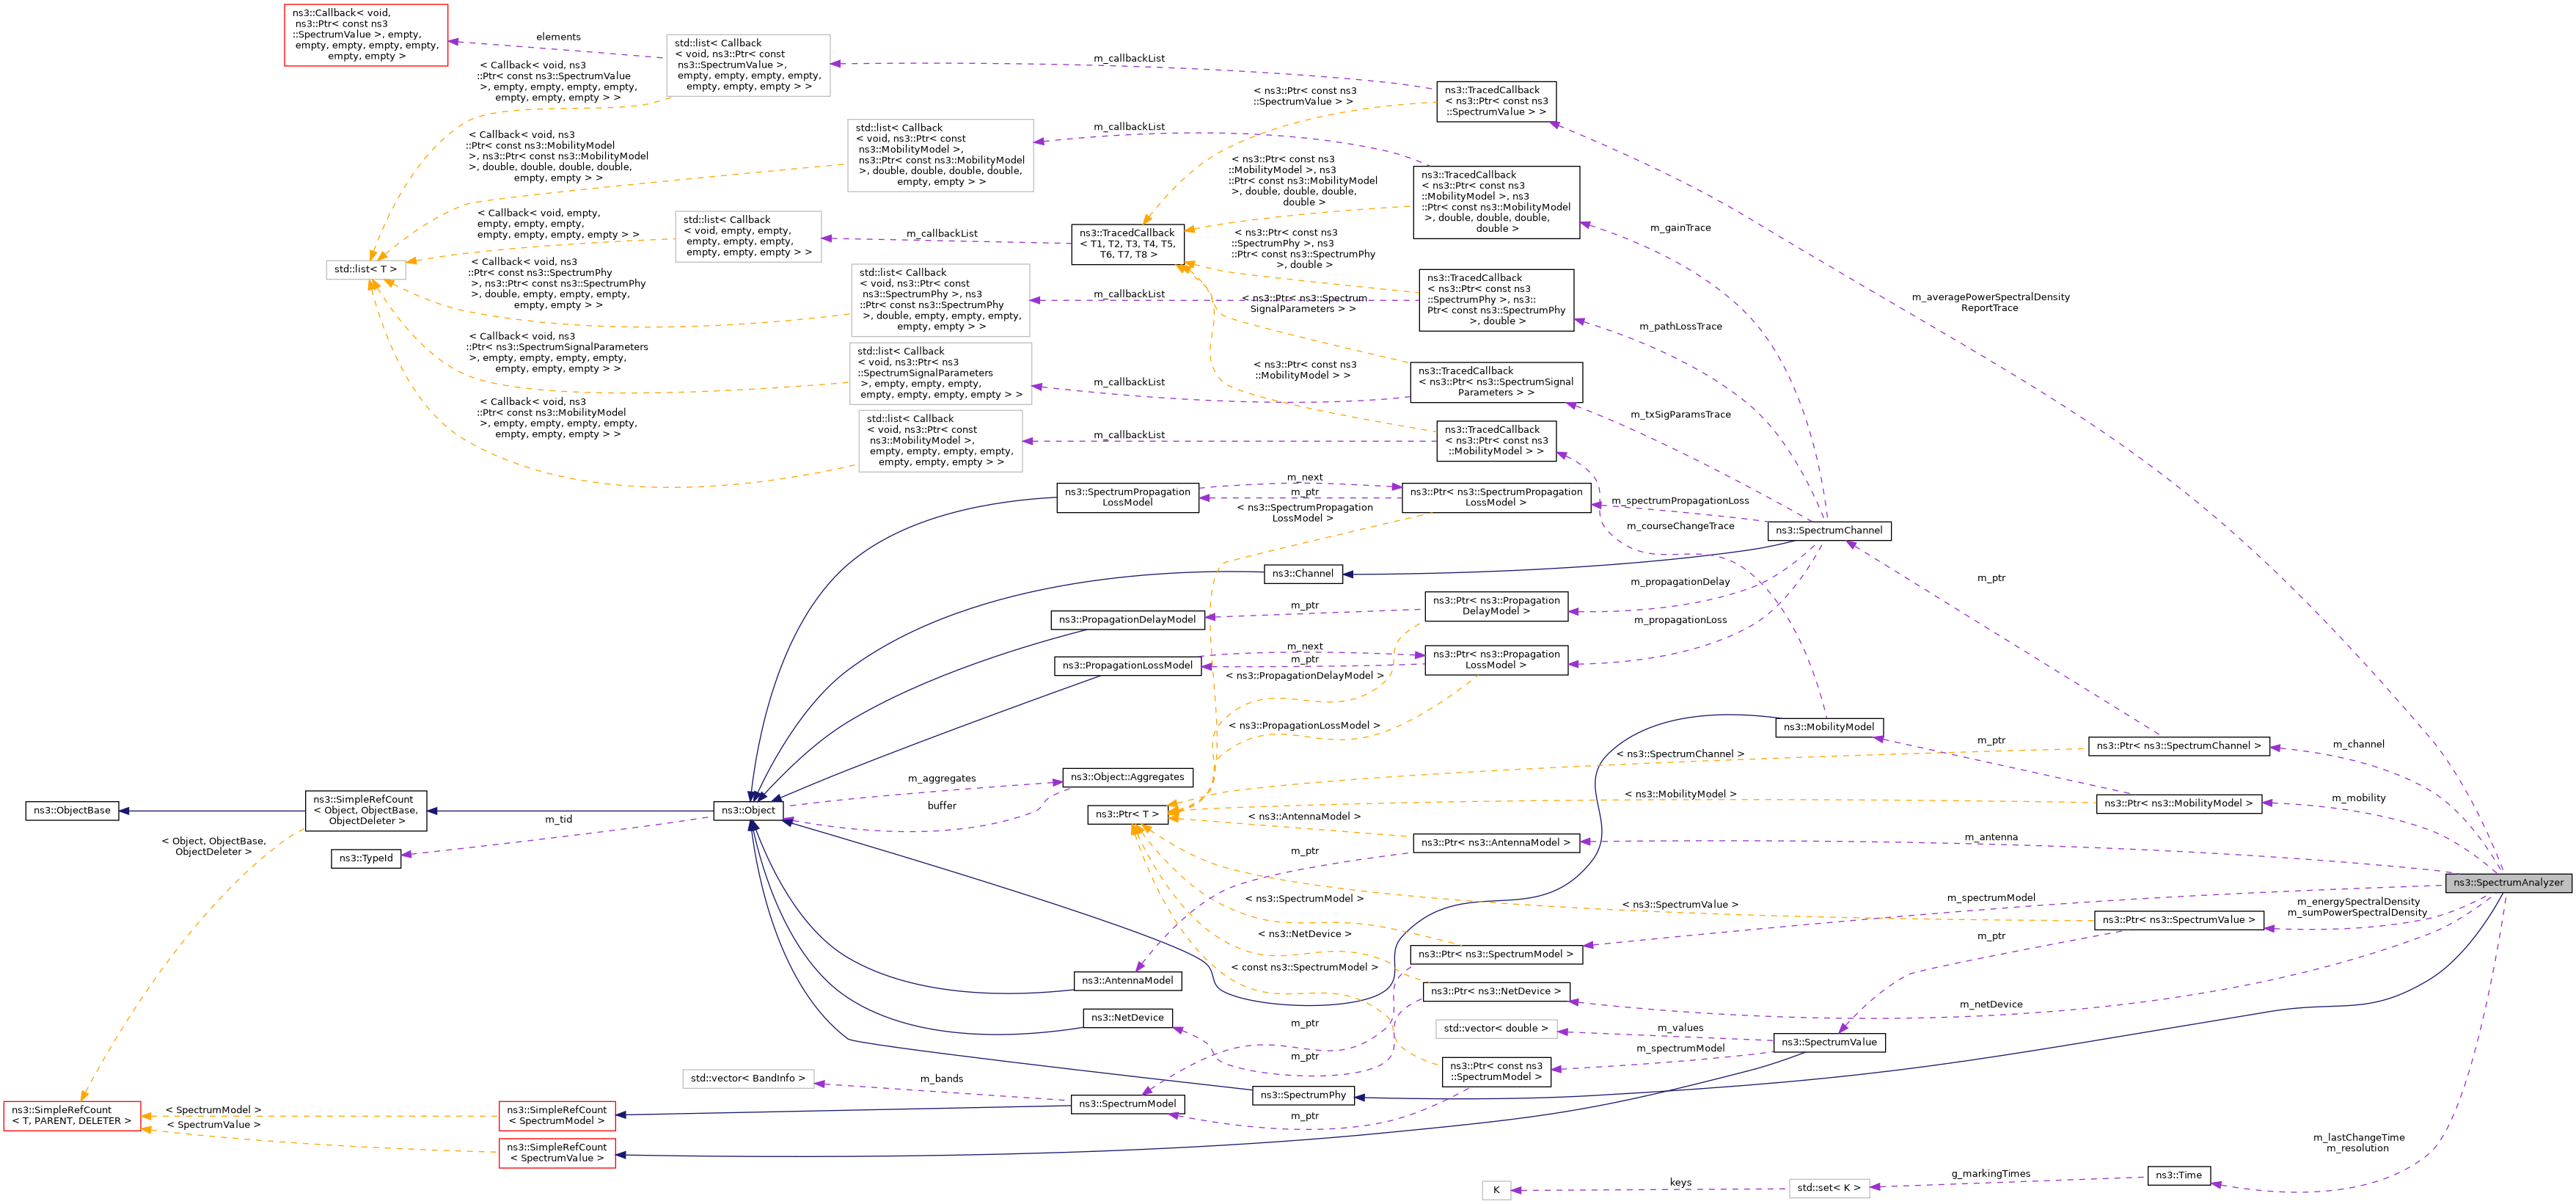 ns3::Callback< void,
ns3::Ptr< const ns3
::SpectrumValue >, empty,
empty, empty, empty, empty,
empty, empty >
elements
std::list< Callback
< void, ns3::Ptr< const
ns3::SpectrumValue >,
empty, empty, empty, empty,
empty, empty, empty > >
< Callback< void, ns3
::Ptr< const ns3::SpectrumValue
>, empty, empty, empty, empty,
empty, empty, empty > >
m_callbackList
ns3::TracedCallback
< ns3::Ptr< const ns3
::SpectrumValue > >
< ns3::Ptr< const ns3
::SpectrumValue > >
< Callback< void, ns3
::Ptr< const ns3::MobilityModel
>, ns3::Ptr< const ns3::MobilityModel
>, double, double, double, double,
empty, empty > >
std::list< Callback
< void, ns3::Ptr< const
ns3::MobilityModel >,
ns3::Ptr< const ns3::MobilityModel
>, double, double, double, double,
empty, empty > >
m_callbackList
< ns3::Ptr< const ns3
::MobilityModel >, ns3
::Ptr< const ns3::MobilityModel
>, double, double, double,
double >
ns3::TracedCallback
< ns3::Ptr< const ns3
::MobilityModel >, ns3
::Ptr< const ns3::MobilityModel
>, double, double, double,
double >
m_gainTrace
< Callback< void, empty,
empty, empty, empty,
empty, empty, empty, empty > >
std::list< Callback
< void, empty, empty,
empty, empty, empty,
empty, empty, empty > >
m_callbackList
ns3::TracedCallback
< T1, T2, T3, T4, T5,
T6, T7, T8 >
< ns3::Ptr< const ns3
::SpectrumPhy >, ns3
::Ptr< const ns3::SpectrumPhy
>, double >
std::list< T >
< Callback< void, ns3
::Ptr< const ns3::SpectrumPhy
>, ns3::Ptr< const ns3::SpectrumPhy
>, double, empty, empty, empty,
empty, empty > >
std::list< Callback
< void, ns3::Ptr< const
ns3::SpectrumPhy >, ns3
::Ptr< const ns3::SpectrumPhy
>, double, empty, empty, empty,
empty, empty > >
m_callbackList
< ns3::Ptr< ns3::Spectrum
SignalParameters > >
ns3::TracedCallback
< ns3::Ptr< const ns3
::SpectrumPhy >, ns3::
Ptr< const ns3::SpectrumPhy
>, double >
m_pathLossTrace
m_averagePowerSpectralDensity
ReportTrace
< Callback< void, ns3
::Ptr< ns3::SpectrumSignalParameters
>, empty, empty, empty, empty,
empty, empty, empty > >
std::list< Callback
< void, ns3::Ptr< ns3
::SpectrumSignalParameters
>, empty, empty, empty,
empty, empty, empty, empty > >
m_callbackList
< ns3::Ptr< const ns3
::MobilityModel > >
ns3::TracedCallback
< ns3::Ptr< ns3::SpectrumSignal
Parameters > >
m_txSigParamsTrace
< Callback< void, ns3
::Ptr< const ns3::MobilityModel
>, empty, empty, empty, empty,
empty, empty, empty > >
std::list< Callback
< void, ns3::Ptr< const
ns3::MobilityModel >,
empty, empty, empty, empty,
empty, empty, empty > >
m_callbackList
ns3::TracedCallback
< ns3::Ptr< const ns3
::MobilityModel > >
ns3::SpectrumPropagation
LossModel
m_next
m_ptr
< ns3::SpectrumPropagation
LossModel >
ns3::Ptr< ns3::SpectrumPropagation
LossModel >
m_spectrumPropagationLoss
m_courseChangeTrace
ns3::SpectrumChannel
ns3::Channel
m_ptr
ns3::PropagationDelayModel
m_ptr
ns3::Ptr< ns3::Propagation
DelayModel >
m_propagationDelay
m_propagationLoss
ns3::PropagationLossModel
m_next
m_ptr
< ns3::PropagationDelayModel >
ns3::Ptr< ns3::Propagation
LossModel >
< ns3::PropagationLossModel >
ns3::MobilityModel
m_ptr
ns3::Ptr< ns3::SpectrumChannel >
m_channel
< ns3::SpectrumChannel >
ns3::ObjectBase
ns3::SimpleRefCount
< Object, ObjectBase,
ObjectDeleter >
ns3::Object
m_aggregates
buffer
ns3::Object::Aggregates
ns3::Ptr< T >
< ns3::MobilityModel >
ns3::Ptr< ns3::MobilityModel >
m_mobility
m_tid
ns3::TypeId
< Object, ObjectBase,
ObjectDeleter >
< ns3::AntennaModel >
m_ptr
ns3::Ptr< ns3::AntennaModel >
m_antenna
ns3::SpectrumAnalyzer
< ns3::SpectrumModel >
< ns3::SpectrumValue >
m_spectrumModel
m_energySpectralDensity
m_sumPowerSpectralDensity
ns3::Ptr< ns3::SpectrumValue >
< ns3::NetDevice >
m_ptr
ns3::Ptr< ns3::SpectrumModel >
< const ns3::SpectrumModel >
ns3::AntennaModel
ns3::Ptr< ns3::NetDevice >
m_netDevice
ns3::NetDevice
m_ptr
std::vector< double >
m_values
ns3::SpectrumValue
m_spectrumModel
m_ptr
ns3::Ptr< const ns3
::SpectrumModel >
std::vector< BandInfo >
m_bands
ns3::SpectrumModel
ns3::SpectrumPhy
m_ptr
ns3::SimpleRefCount
< T, PARENT, DELETER >
< SpectrumModel >
< SpectrumValue >
ns3::SimpleRefCount
< SpectrumModel >
ns3::SimpleRefCount
< SpectrumValue >
m_lastChangeTime
m_resolution
K
keys
std::set< K >
g_markingTimes
ns3::Time